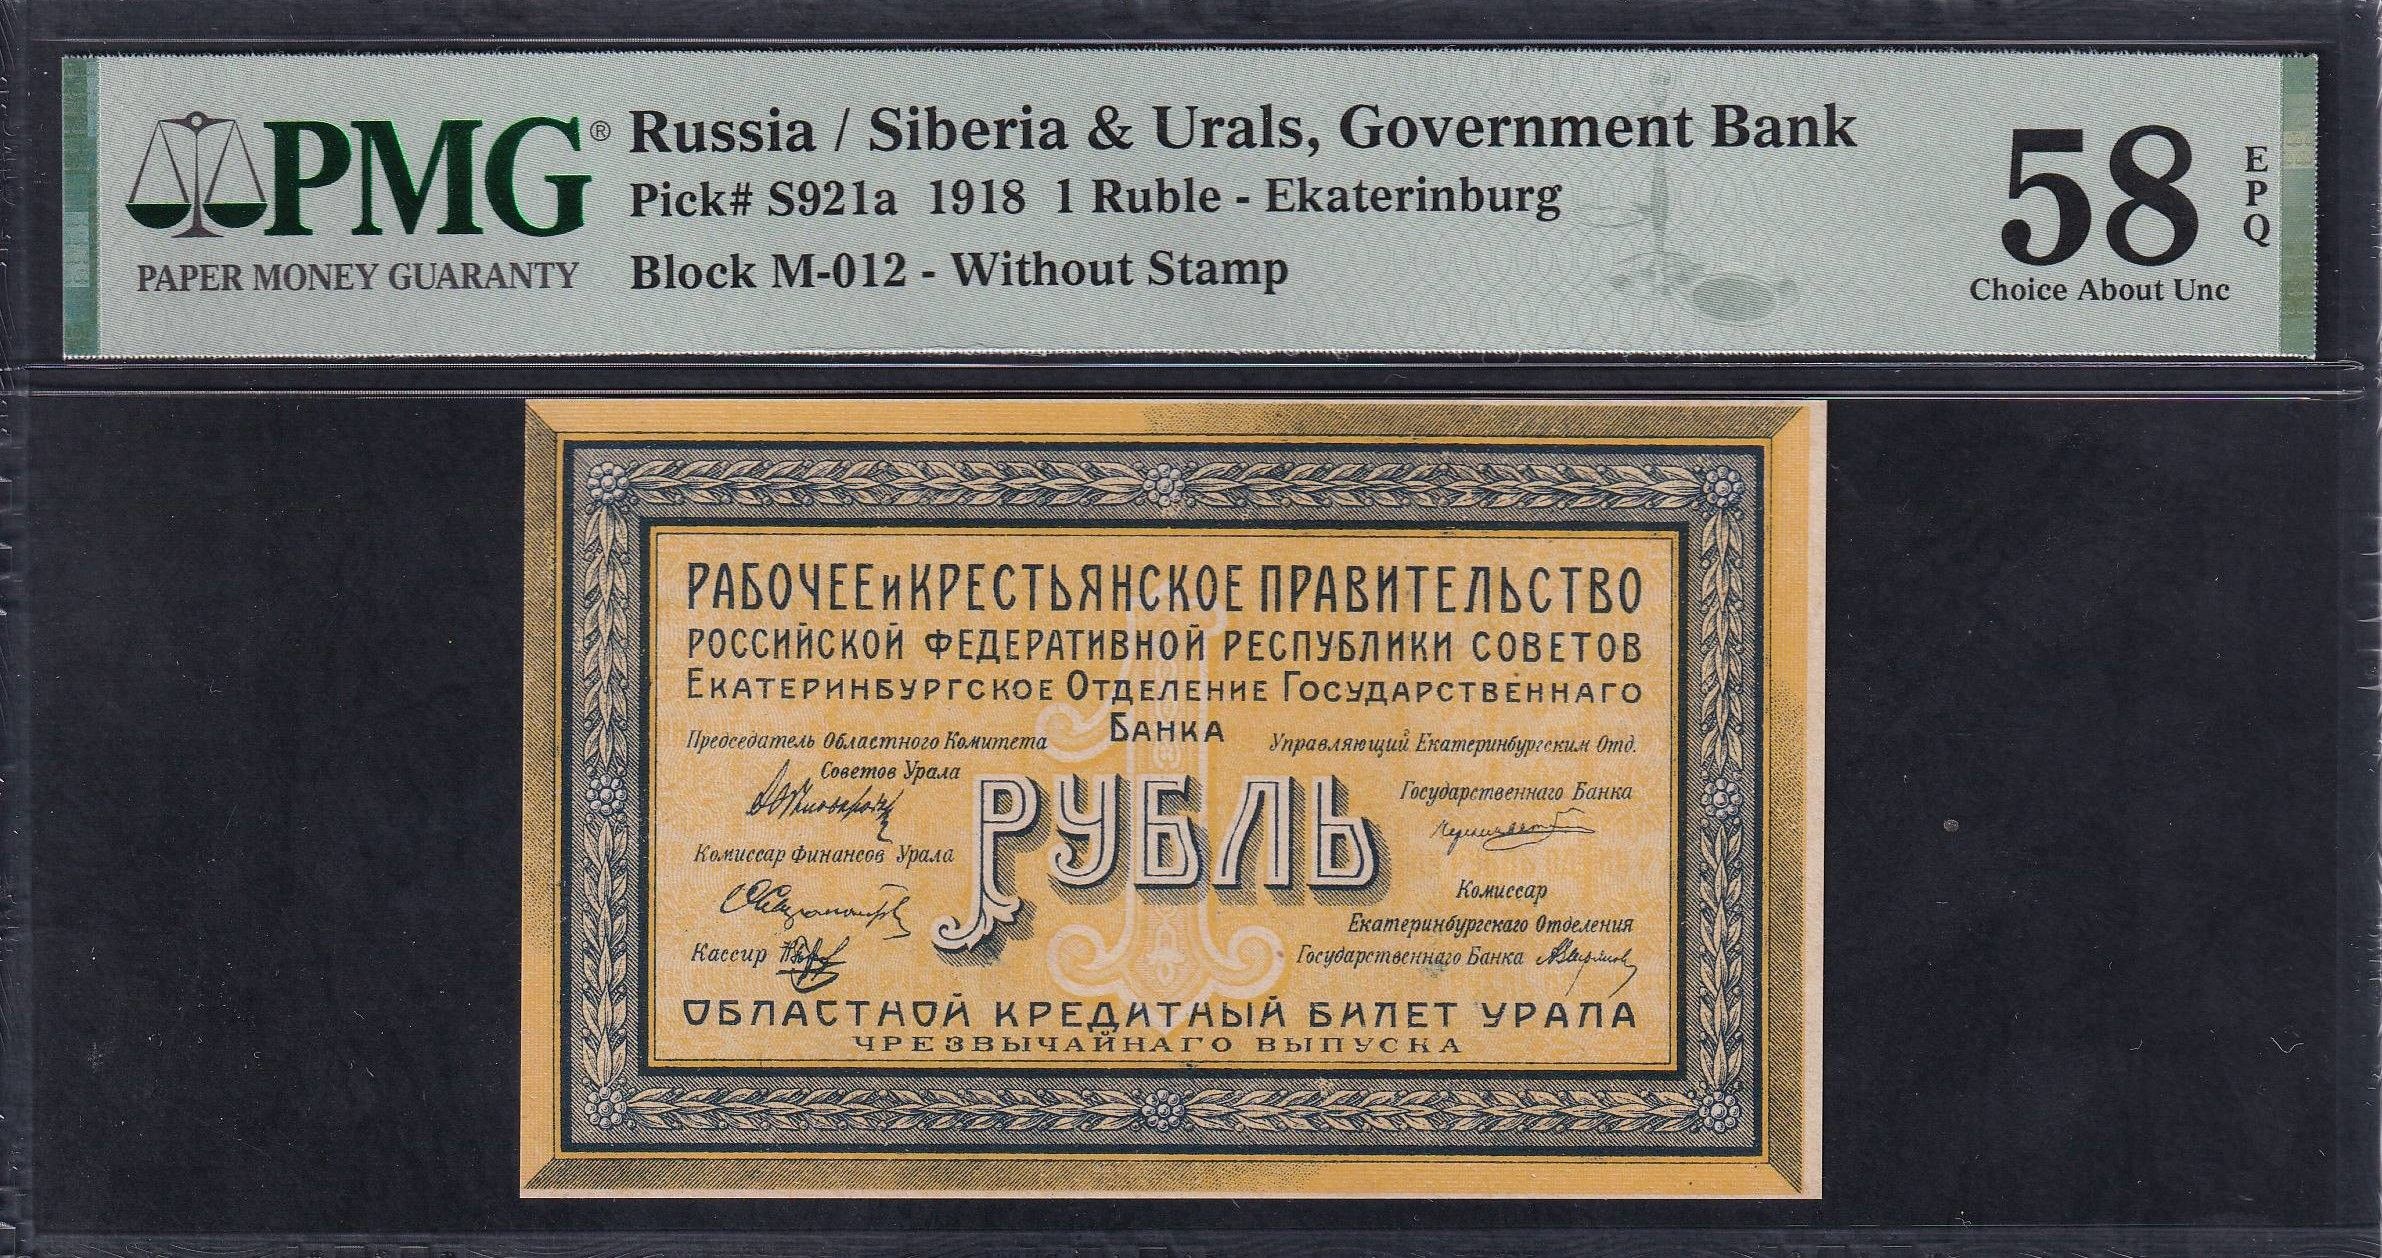 PMG® Russia / Siberia & Urals, Government Bank
Pick# S921a 1918 1 Ruble - Ekaterinburg
PAPER MONEY GUARANTY
Block M-012 - Without Stamp
58
EPQ
Choice About Unc
РАБОЧЕЕ и КРЕСТЬЯНСКОЕ ПРАВИТЕЛЬСТВО
РОССИЙСКОЙ ФЕДЕРАТИВНОЙ РЕСПУБЛИКИ СОВЕТОВ
ЕКАТЕРИНБУРГСКОЕ ОТДЕЛЕНИЕ ГОСУДАРСТВЕННАГО
БАНКА
Председатель Областного Комитета
Советов Урала
Управляющий Екатеринбургским Отд.
Государственнаго Банка
1
РУБЛЬ
Комиссар Финансов Урала
Кассир
Комиссар
Екатеринбургскаго Отделения
Государственнаго Банка
ОБЛАСТНОЙ КРЕДИТНЫЙ БИЛЕТ УРАЛА
ЧРЕЗВЫЧАЙНАГО ВЫПУСКА